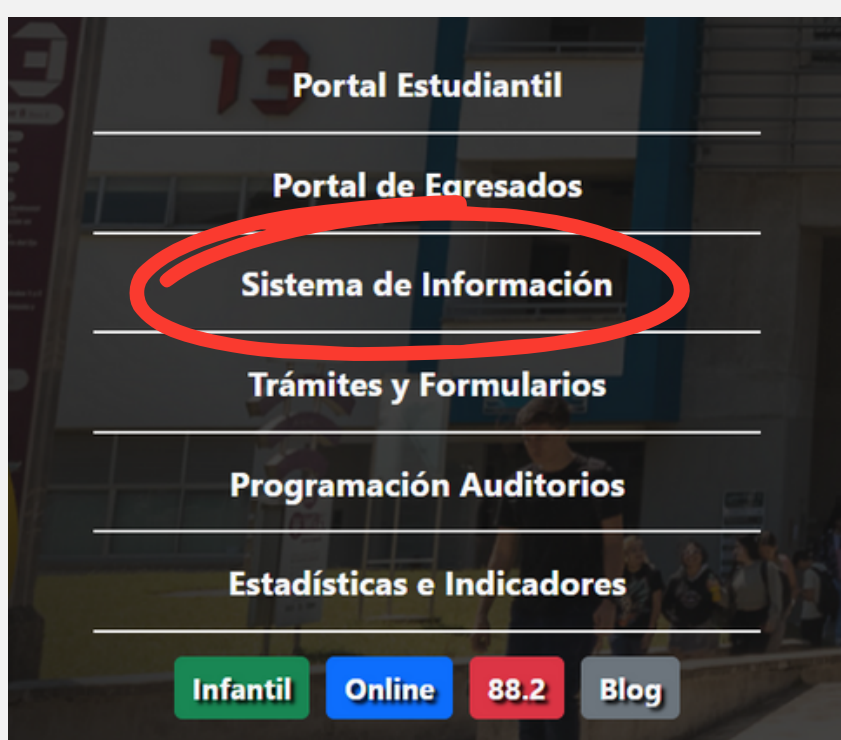 13
Portal Estudiantil
Portal de Egresados
Sistema de Información
Trámites y Formularios
Programación Auditorios
Estadísticas e Indicadores
Infantil Online 88.2 Blog